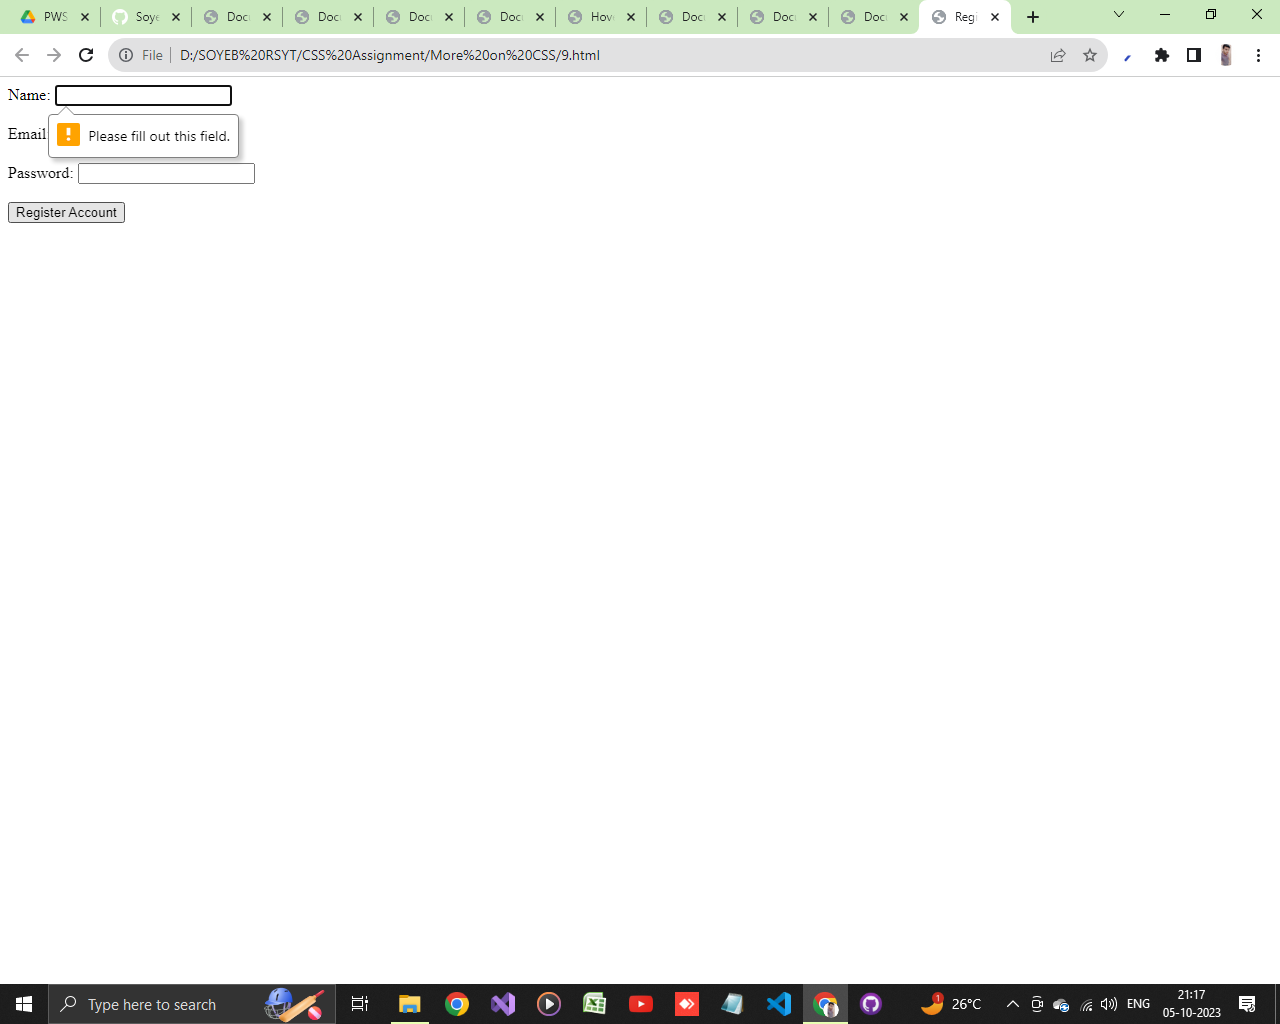 PWS Soye Doc Doc Doc Doc Hov Doc Doc Doc Regi
File D:/SOYEB%20RSYT/CSS%20Assignment/More%20on%20CSS/9.html
Name:
Please fill out this field.
Email
Password:
Register Account
Type here to search
1
26°C
ENG
21:17
05-10-2023